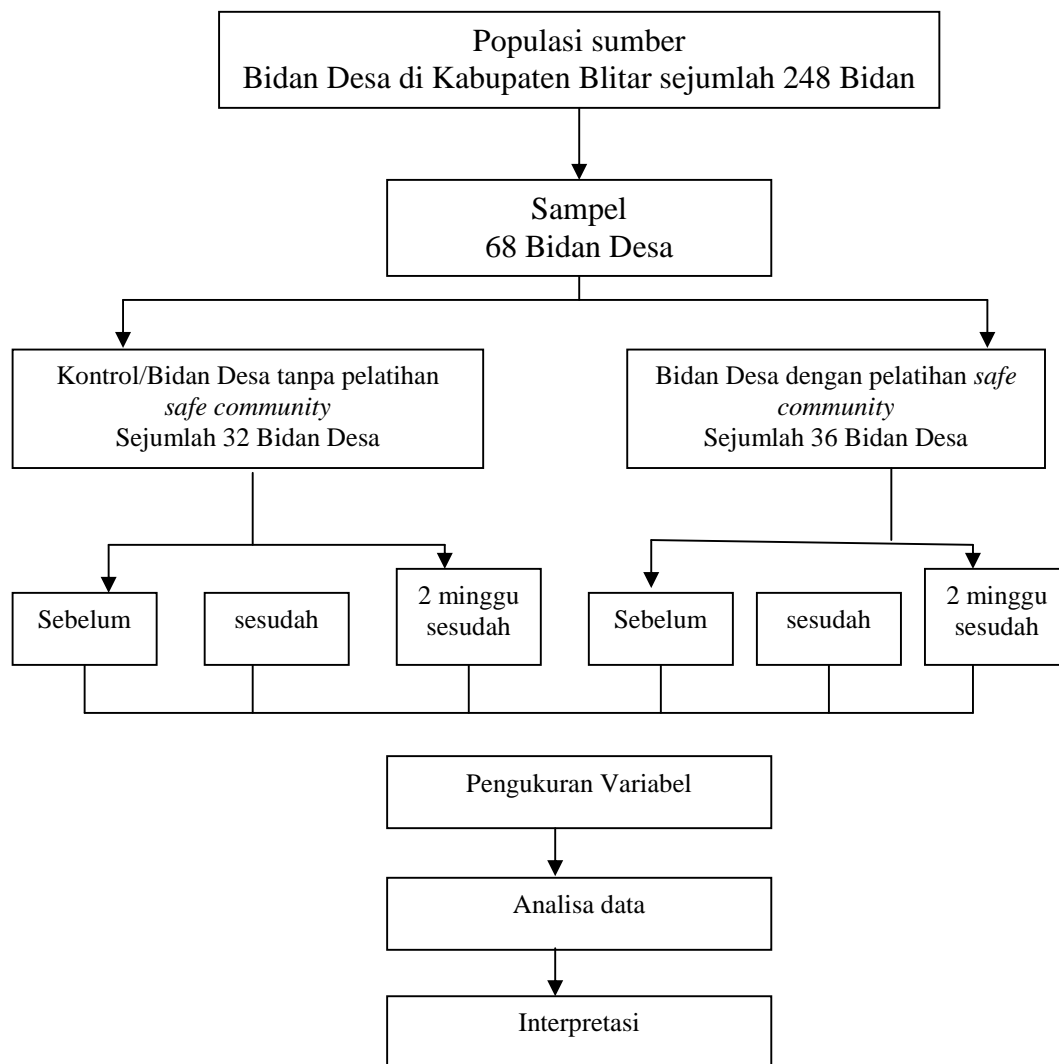 Populasi sumber
Bidan Desa di Kabupaten Blitar sejumlah 248 Bidan
Sampel
68 Bidan Desa
Kontrol/Bidan Desa tanpa pelatihan
safe community
Sejumlah 32 Bidan Desa
Bidan Desa dengan pelatihan safe
community
Sejumlah 36 Bidan Desa
Sebelum
sesudah
2 minggu
sesudah
Sebelum
sesudah
2 minggu
sesudah
Pengukuran Variabel
Analisa data
Interpretasi